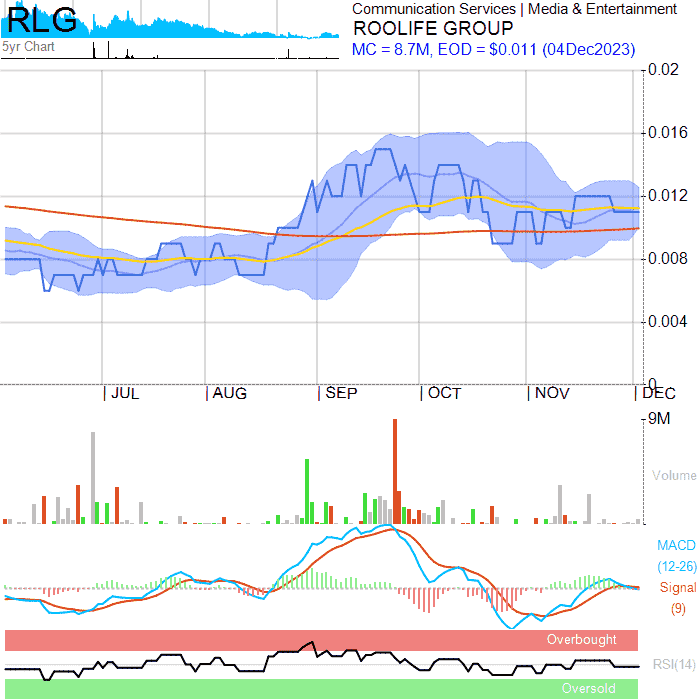 RLG
5yr Chart
Communication Services | Media & Entertainment
ROOLIFE GROUP
MC = 8.7M, EOD = $0.011 (04Dec2023)
0.02
0.016
0.012
0.008
0.004
0
JUL AUG SEP OCT NOV DEC
9M
Volume
MACD
(12-26)
Signal
(9)
Overbought
RSI(14)
Oversold